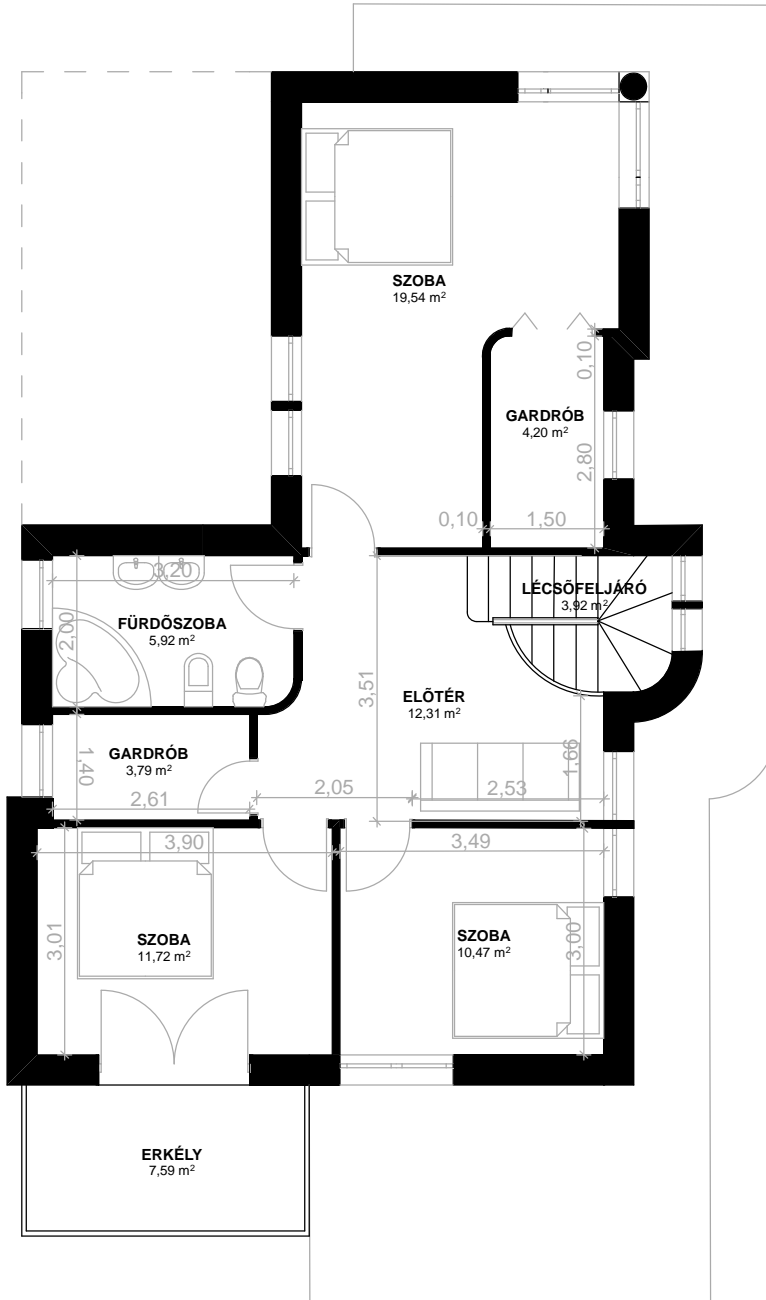 SZOBA
19,54 m²
0,10
GARDRÓB
4,20 m²
2,80
0,10
1,50
3,20
LÉCSŐFELJÁRÓ
3,92 m²
FÜRDŐSZOBA
5,92 m²
2,00
3,51
ELŐTÉR
12,31 m²
GARDRÓB
3,79 m²
1,40
1,66
2,61
2,05
2,53
3,90
3,49
3,01
SZOBA
11,72 m²
SZOBA
10,47 m²
3,00
ERKÉLY
7,59 m²